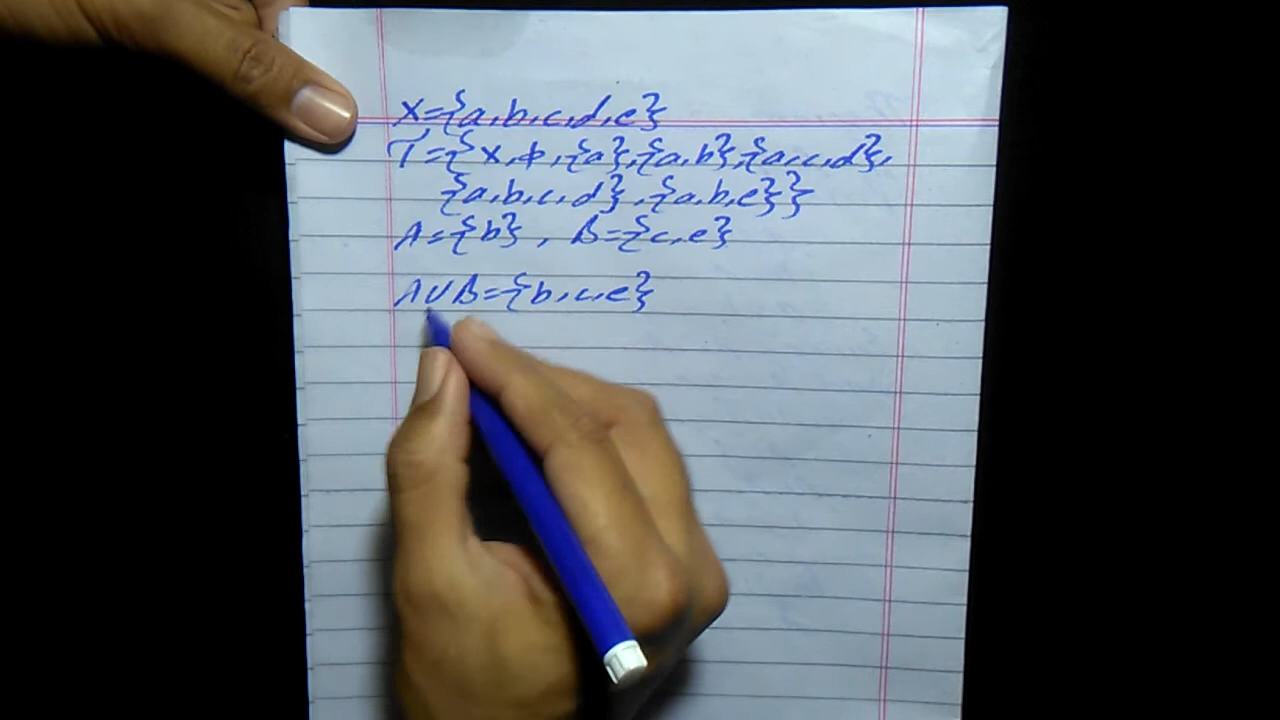 X={a,b,c,d,e}
T={X,ϕ,{a},{a,b},{a,c,d},
{a,b,c,d},{a,b,e}}
A={b}, B={c,e}
A∪B={b,c,e}